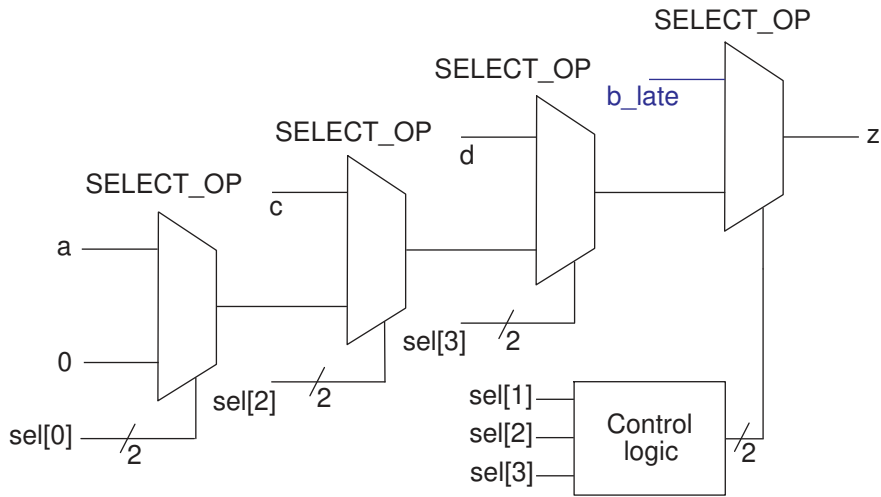 SELECT_OP
SELECT_OP
b_late
d
z
SELECT_OP
c
SELECT_OP
a
0
sel[3]
2
sel[2]
2
sel[0]
2
sel[1]
sel[2]
sel[3]
Control
logic
2